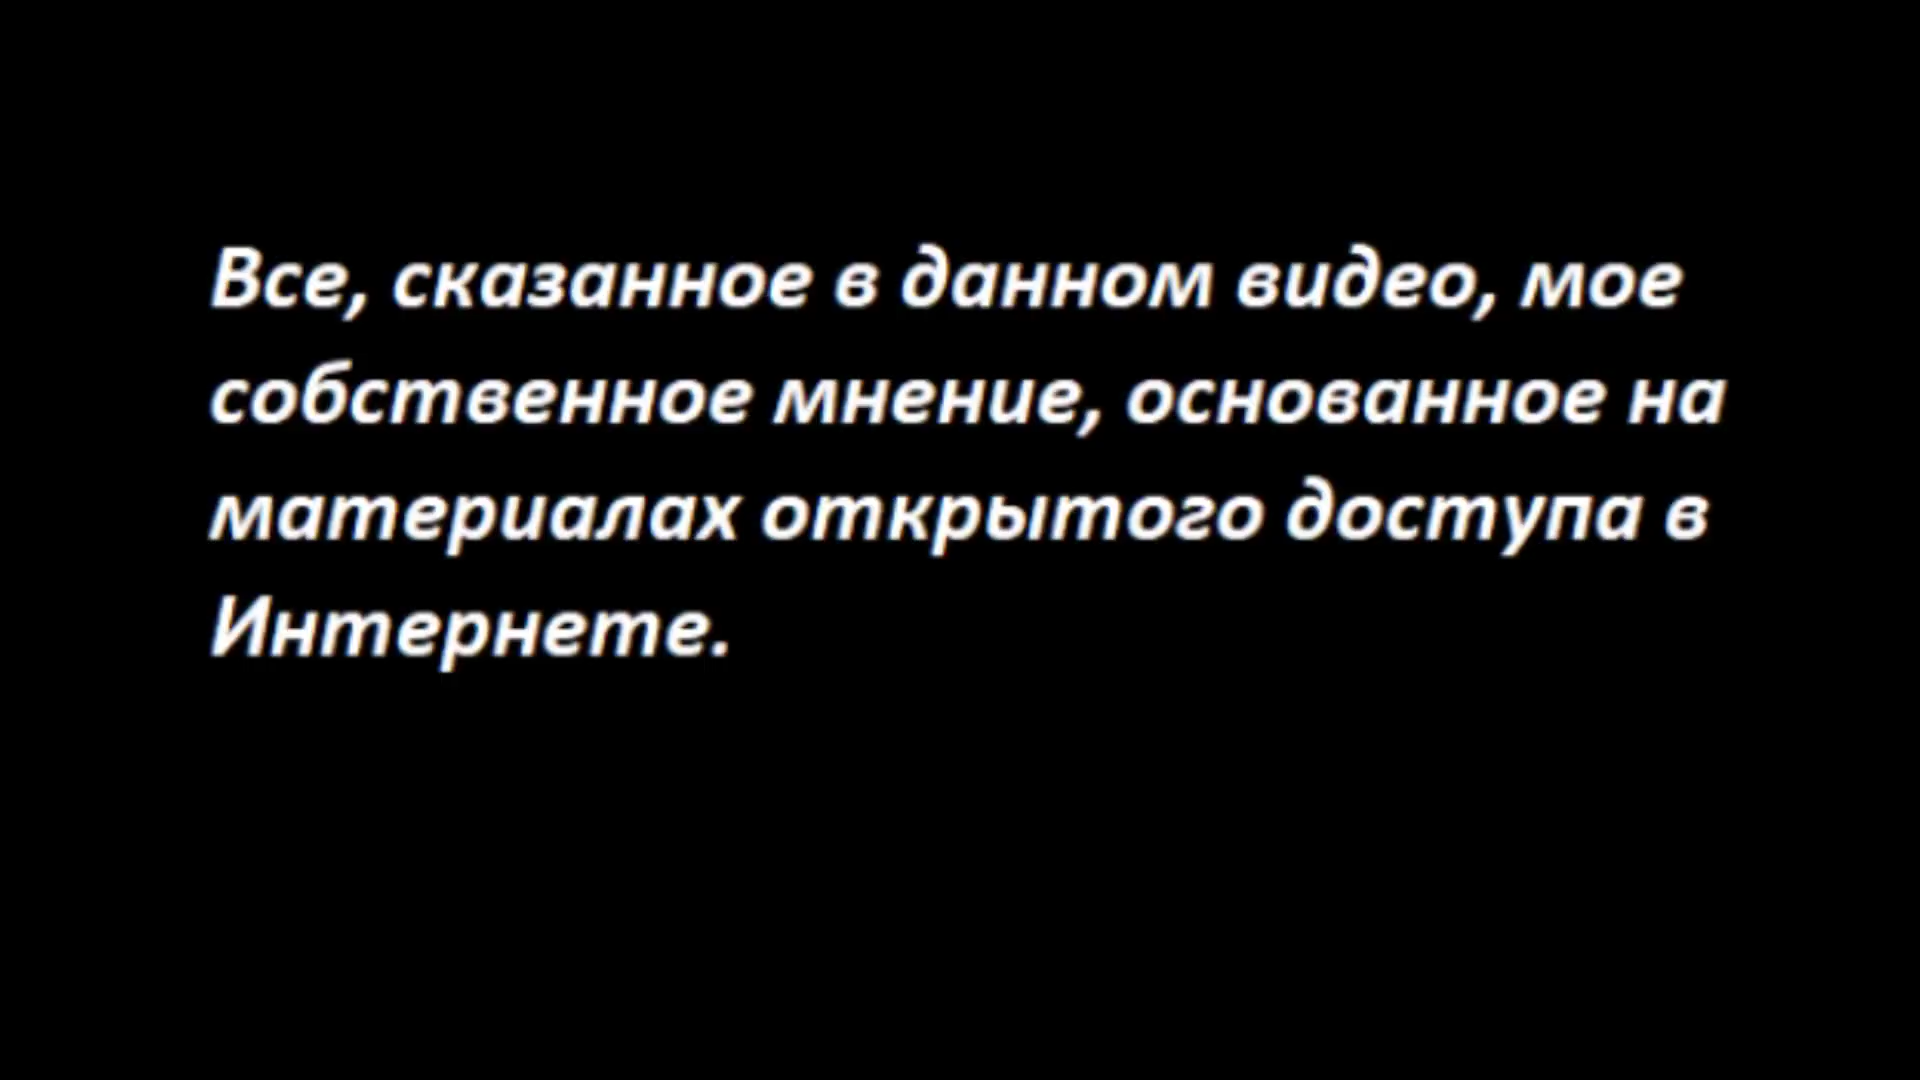 Все, сказанное в данном видео, мое
собственное мнение, основанное на
материалах открытого доступа в
Интернете.